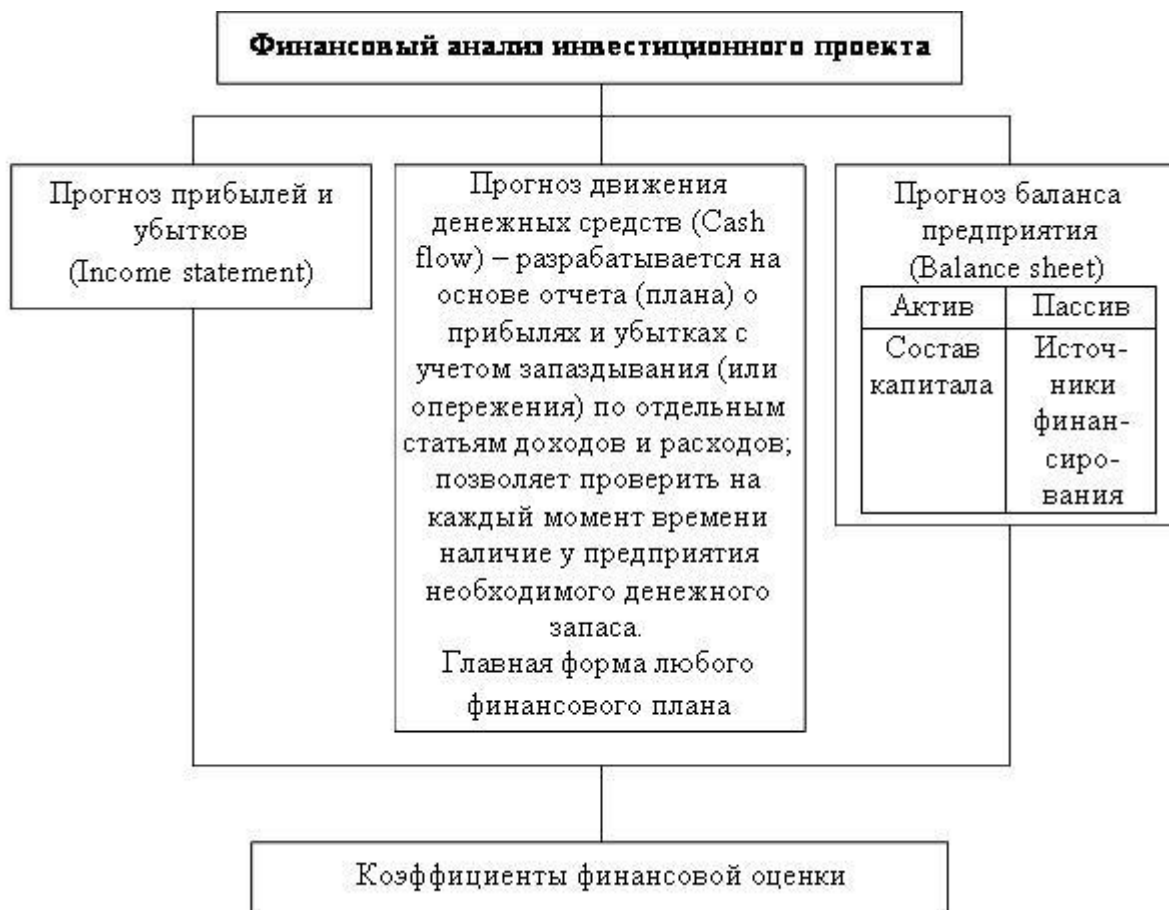 Финансовый анализ инвестиционного проекта
Прогноз прибылей и
убытков
(Income statement)
Прогноз движения
денежных средств (Cash
flow) – разрабатывается на
основе отчета (плана) о
прибылях и убытках с
учетом запаздывания (или
опережения) по отдельным
статьям доходов и расходов;
позволяет проверить на
каждый момент времени
наличие у предприятия
необходимого денежного
запаса.
Главная форма любого
финансового плана
Прогноз баланса
предприятия
(Balance sheet)
Актив
Пассив
Состав
капитала
Источ-
ники
финан-
сиро-
вания
Коэффициенты финансовой оценки